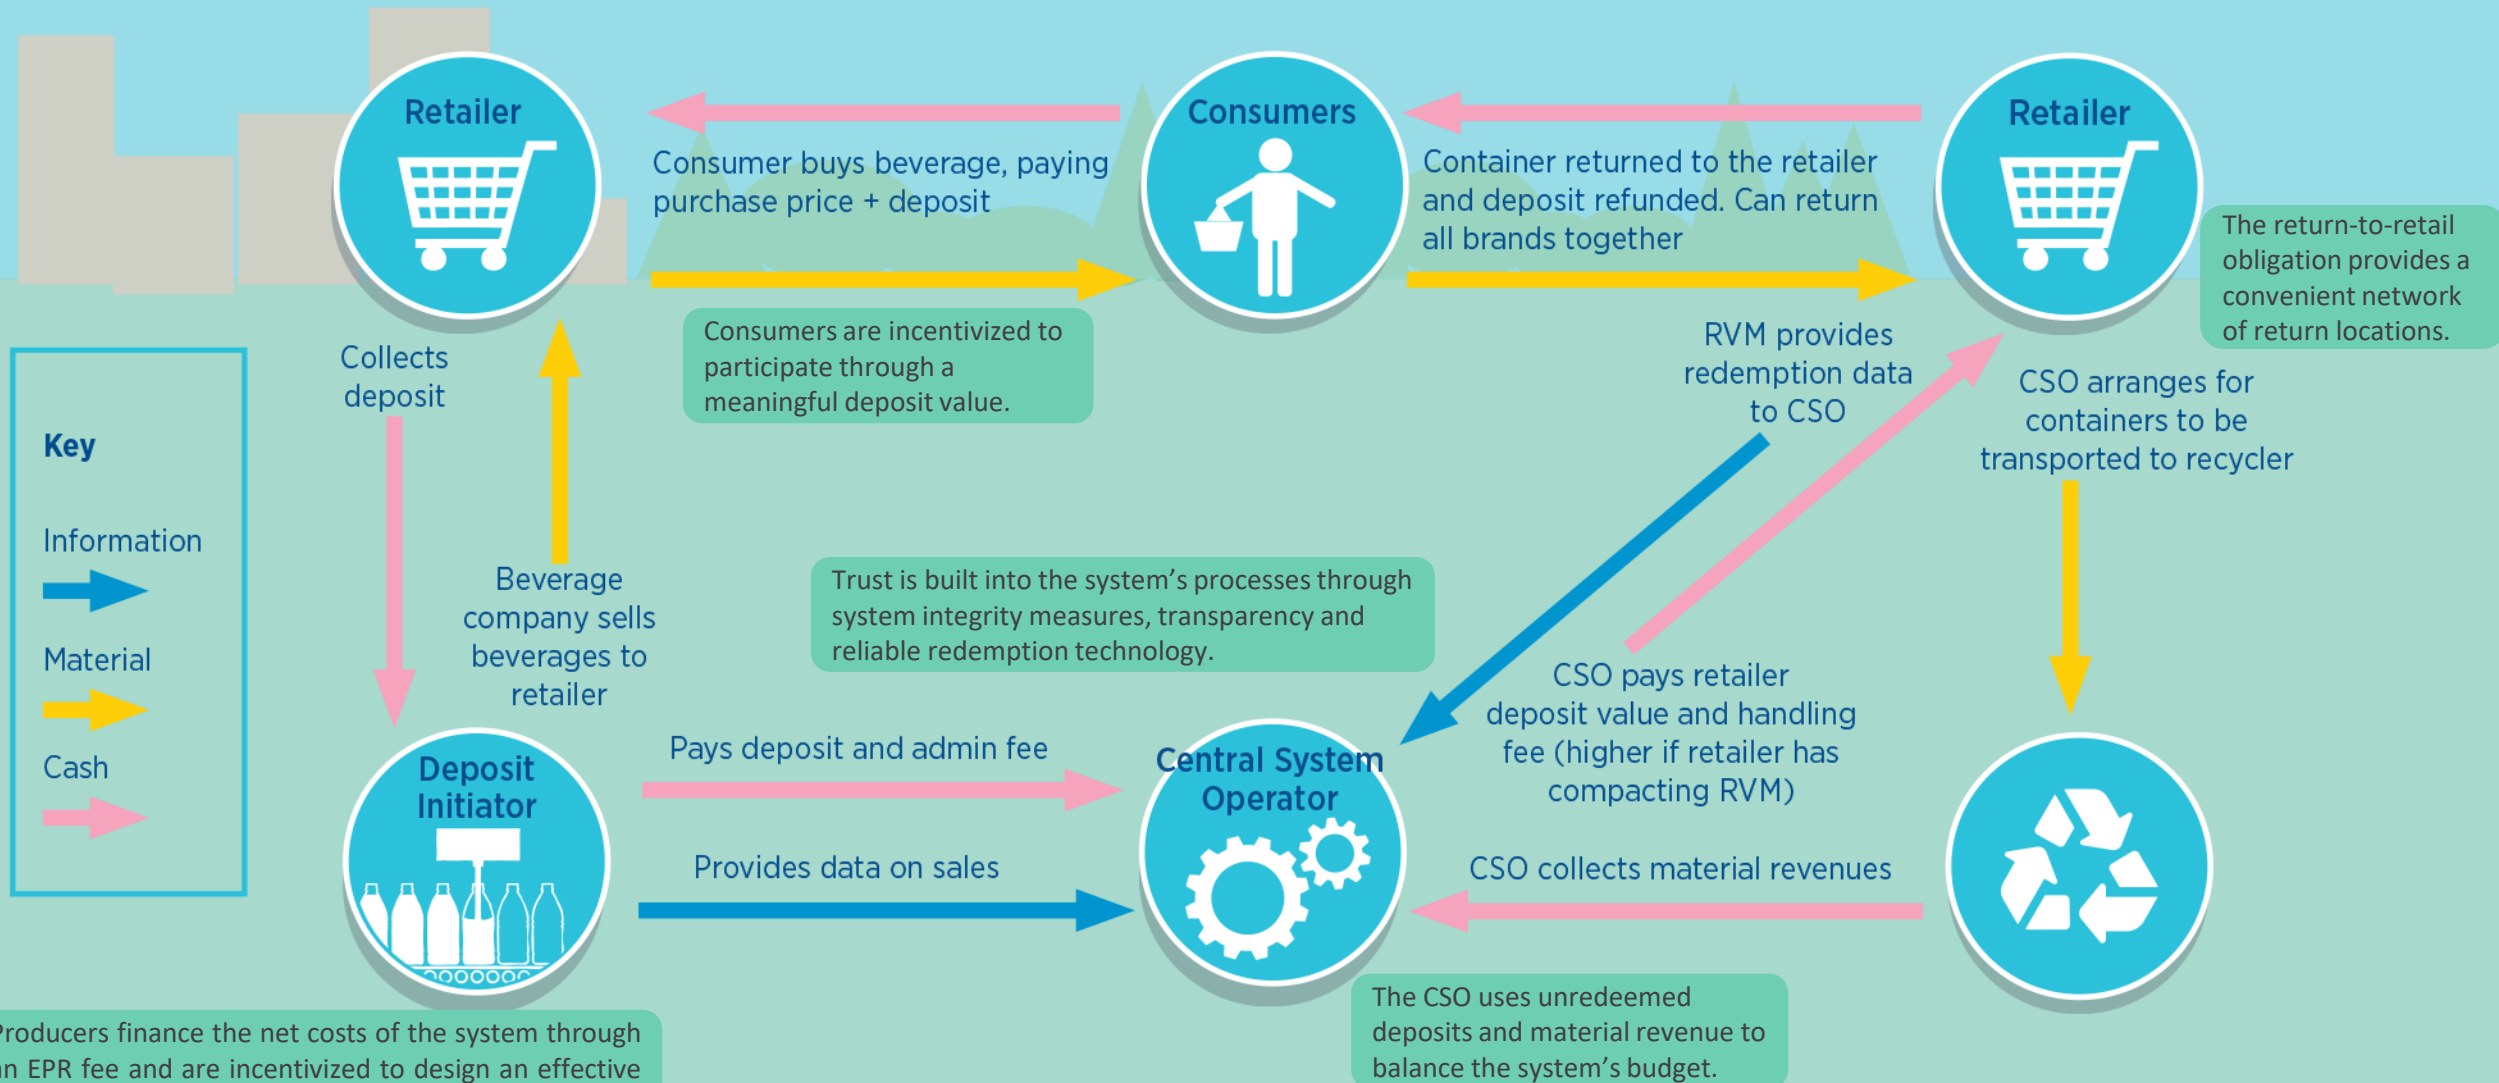 Retailer
Consumers
Retailer
Consumer buys beverage, paying
purchase price + deposit
Container returned to the retailer
and deposit refunded. Can return
all brands together
The return-to-retail
obligation provides a
convenient network
of return locations.
Consumers are incentivized to
participate through a
meaningful deposit value.
Collects
deposit
RVM provides
redemption data
to CSO
CSO arranges for
containers to be
transported to recycler
Key
Information
Material
Cash
Beverage
company sells
beverages to
retailer
Trust is built into the system’s processes through
system integrity measures, transparency and
reliable redemption technology.
CSO pays retailer
deposit value and handling
fee (higher if retailer has
compacting RVM)
Deposit
Initiator
Pays deposit and admin fee
Provides data on sales
Central System
Operator
CSO collects material revenues
Producers finance the net costs of the system through
an EPR fee and are incentivized to design an effective
The CSO uses unredeemed
deposits and material revenue to
balance the system’s budget.